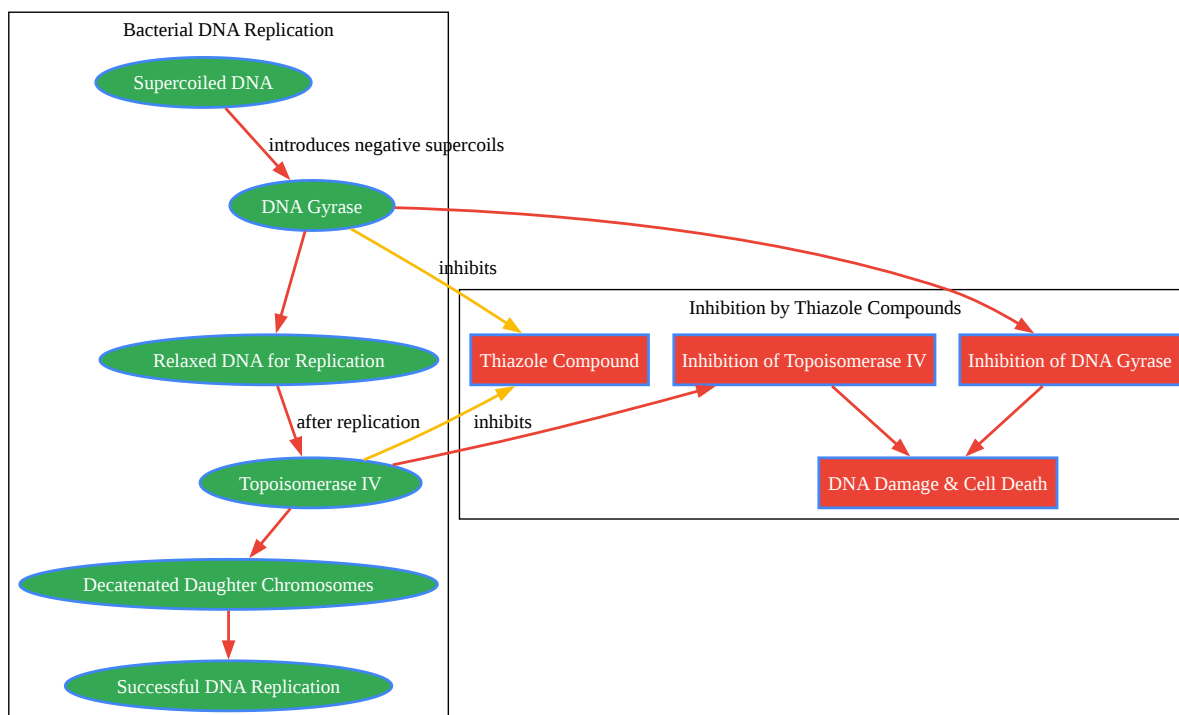 Bacterial DNA Replication
Supercoiled DNA
introduces negative supercoils
DNA Gyrase
inhibits
Inhibition by Thiazole Compounds
Relaxed DNA for Replication
Thiazole Compound
Inhibition of Topoisomerase IV
Inhibition of DNA Gyrase
after replication
inhibits
Topoisomerase IV
DNA Damage & Cell Death
Decatenated Daughter Chromosomes
Successful DNA Replication